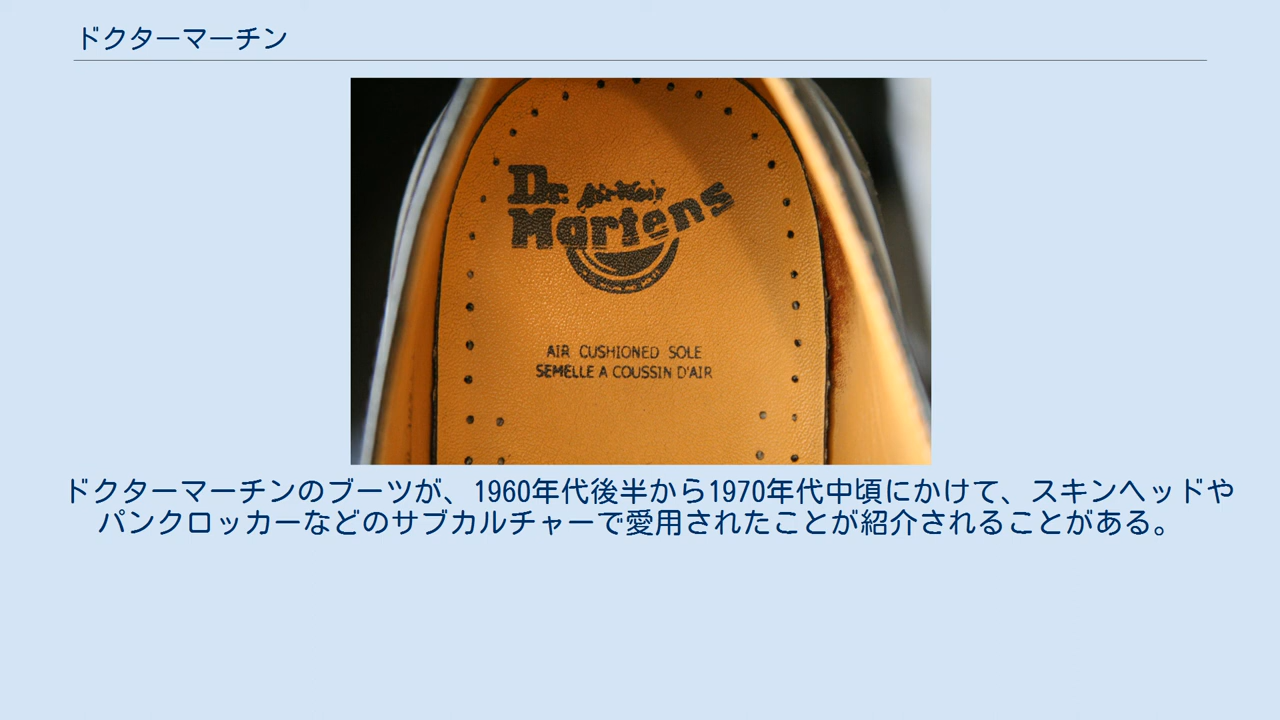 ドクターマーチン
Dr. Air Wair
Martens
AIR CUSHIONED SOLE
SEMELLE A COUSSIN D'AIR
ドクターマーチンのブーツが、1960年代後半から1970年代中頃にかけて、スキンヘッドや
パンクロッカーなどのサブカルチャーで愛用されたことが紹介されることがある。